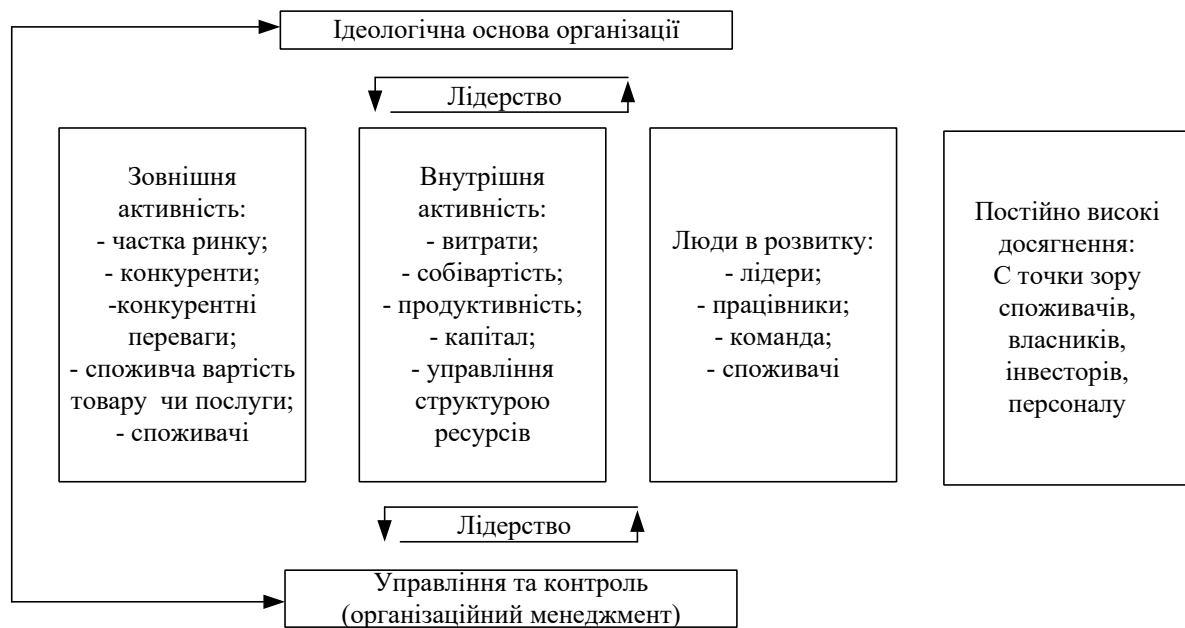 Ідеологічна основа організації
Лідерство
Зовнішня
активність:
- частка ринку;
- конкуренти;
-конкурентні
переваги;
- споживча вартість
товару чи послуги;
- споживачі
Внутрішня
активність:
- витрати;
- собівартість;
- продуктивність;
- капітал;
- управління
структурою
ресурсів
Люди в розвитку:
- лідери;
- працівники;
- команда;
- споживачі
Постійно високі
досягнення:
С точки зору
споживачів,
власників,
інвесторів,
персоналу
Лідерство
Управління та контроль
(організаційний менеджмент)